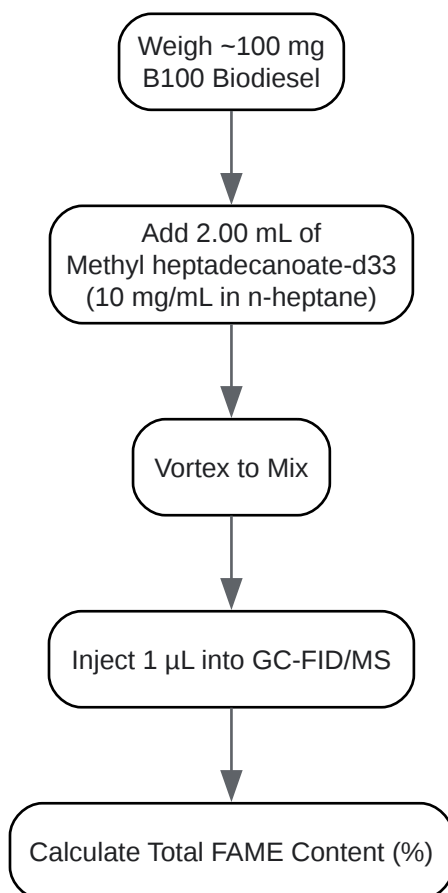 Weigh ~100 mg
B100 Biodiesel
Add 2.00 mL of
Methyl heptadecanoate-d33
(10 mg/mL in n-heptane)
Vortex to Mix
Inject 1 µL into GC-FID/MS
Calculate Total FAME Content (%)